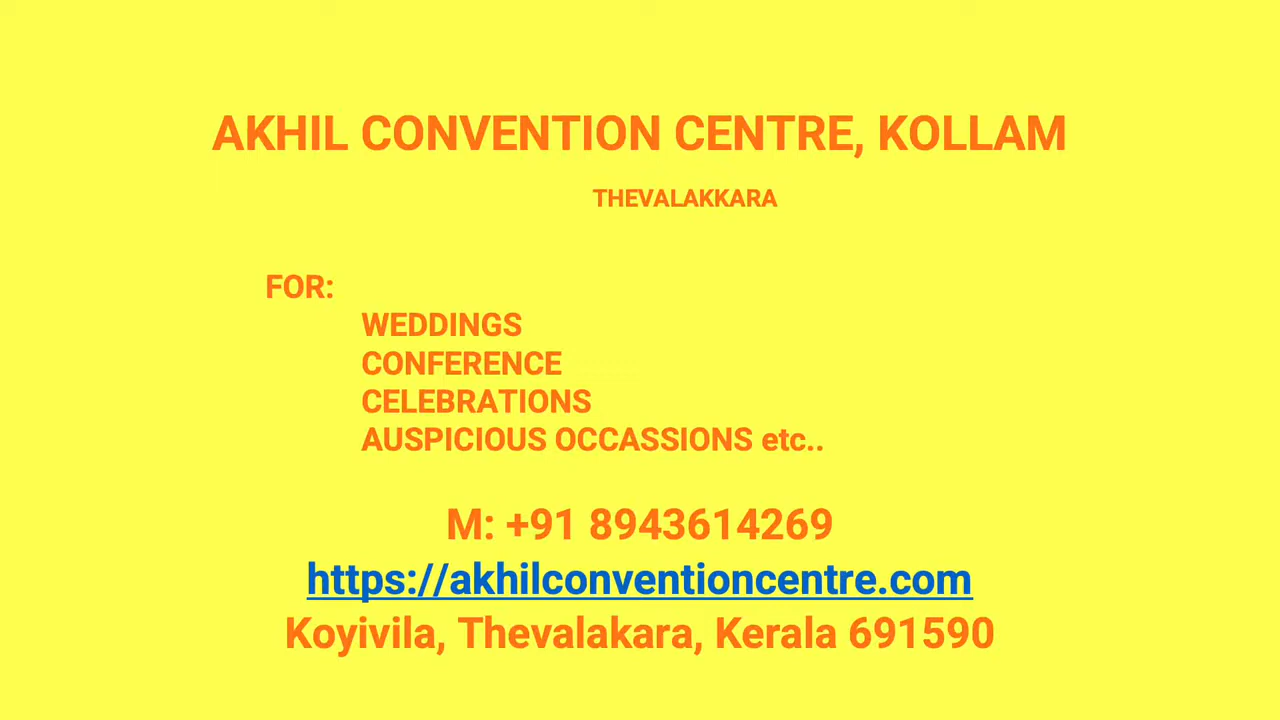 AKHIL CONVENTION CENTRE, KOLLAM
THEVALAKKARA
FOR:
WEDDINGS
CONFERENCE
CELEBRATIONS
AUSPICIOUS OCCASSIONS etc..
M: +91 8943614269
https://akhilconventioncentre.com
Koyivila, Thevalakara, Kerala 691590